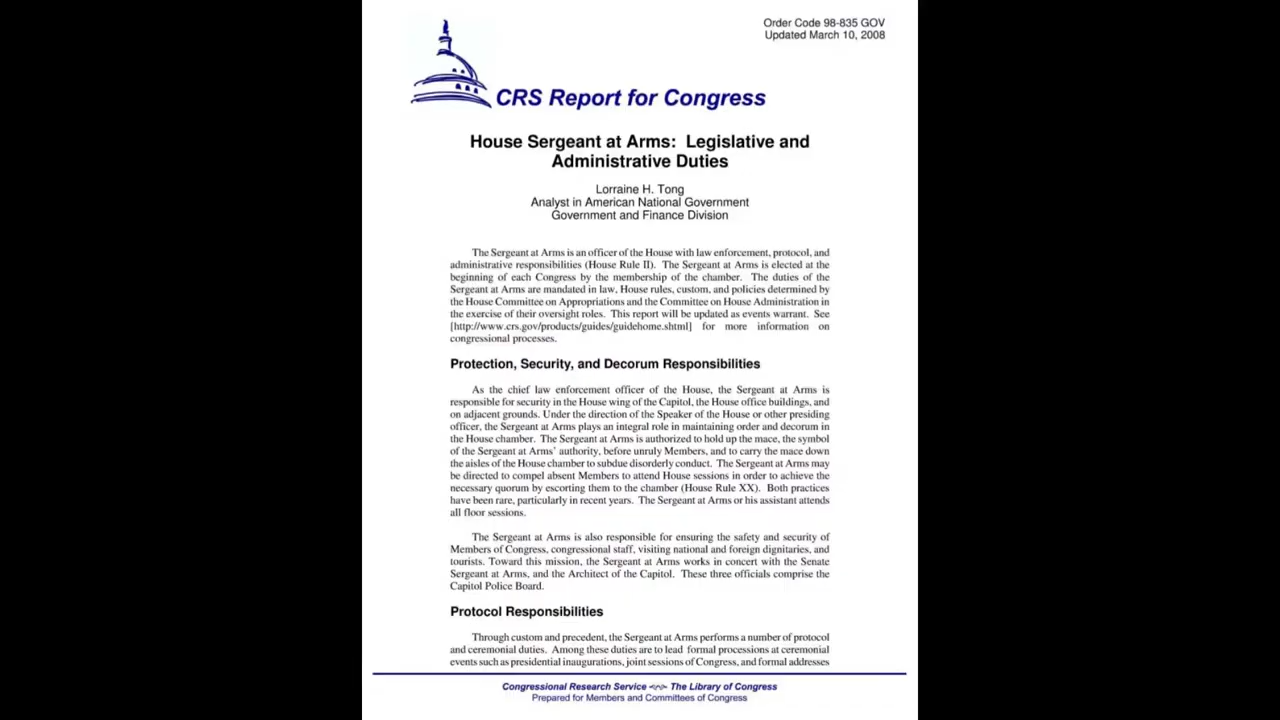 Order Code 98-835 GOV
Updated March 10, 2008
CRS Report for Congress
House Sergeant at Arms: Legislative and
Administrative Duties
Lorraine H. Tong
Analyst in American National Government
Government and Finance Division
The Sergeant at Arms is an officer of the House with law enforcement, protocol, and
administrative responsibilities (House Rule II). The Sergeant at Arms is elected at the
beginning of each Congress by the membership of the chamber. The duties of the
Sergeant at Arms are mandated in law, House rules, custom, and policies determined by
the House Committee on Appropriations and the Committee on House Administration in
the exercise of their oversight roles. This report will be updated as events warrant. See
[http://www.crs.gov/products/guides/guidehome.shtml] for more information on
congressional processes.
Protection, Security, and Decorum Responsibilities
As the chief law enforcement officer of the House, the Sergeant at Arms is
responsible for security in the House wing of the Capitol, the House office buildings, and
on adjacent grounds. Under the direction of the Speaker of the House or other presiding
officer, the Sergeant at Arms plays an integral role in maintaining order and decorum in
the House chamber. The Sergeant at Arms is authorized to hold up the mace, the symbol
of the Sergeant at Arms' authority, before unruly Members, and to carry the mace down
the aisles of the House chamber to subdue disorderly conduct. The Sergeant at Arms may
be directed to compel absent Members to attend House sessions in order to achieve the
necessary quorum by escorting them to the chamber (House Rule XX). Both practices
have been rare, particularly in recent years. The Sergeant at Arms or his assistant attends
all floor sessions.
The Sergeant at Arms is also responsible for ensuring the safety and security of
Members of Congress, congressional staff, visiting national and foreign dignitaries, and
tourists. Toward this mission, the Sergeant at Arms works in concert with the Senate
Sergeant at Arms, and the Architect of the Capitol. These three officials comprise the
Capitol Police Board.
Protocol Responsibilities
Through custom and precedent, the Sergeant at Arms performs a number of protocol
and ceremonial duties. Among these duties are to lead formal processions at ceremonial
events such as presidential inaugurations, joint sessions of Congress, and formal addresses
Congressional Research Service The Library of Congress
Prepared for Members and Committees of Congress